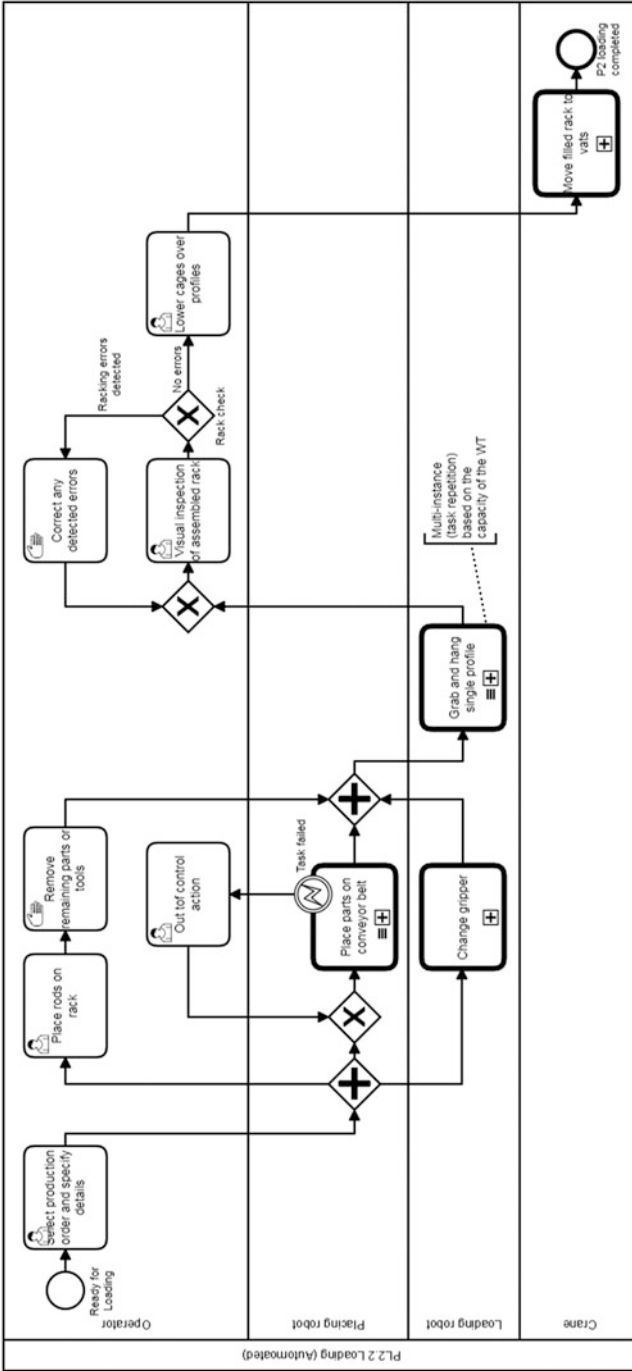 PL2.2 Loading (Automoated)
Operator
Placing robot
Loading robot
Crane
Ready for
Loading
Select production
order and specify
details
Place rods on
rack
Remove
remaining parts or
tools
Out tof control
action
Task failed
Place parts on
conveyor belt
Change gripper
Grab and hang
single profile
Multi-instance
(task repetition)
based on the
capacity of the WT
Correct any
detected errors
Visual inspection
of assembled rack
Racking errors
detected
No errors
Rack check
Lower cages over
profiles
Move filled rack to
vats
P2 loading
completed